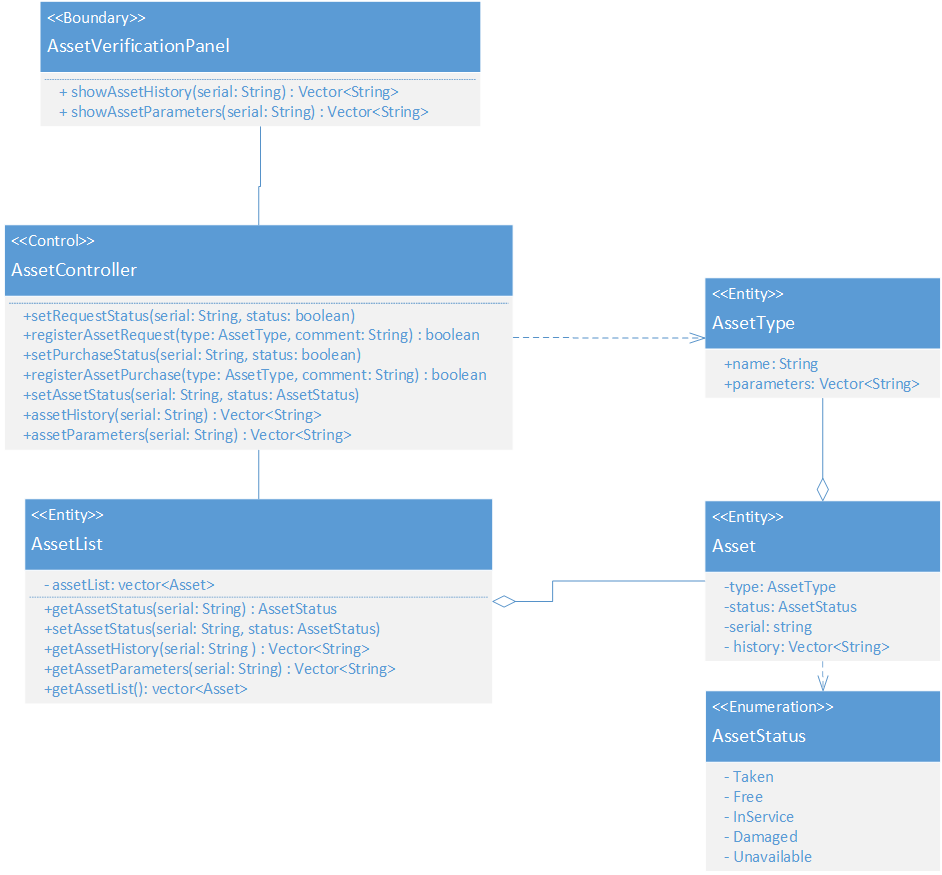 <<Boundary>>
AssetVerificationPanel
+ showAssetHistory(serial: String) : Vector<String>
+ showAssetParameters(serial: String) : Vector<String>
<<Control>>
AssetController
+setRequestStatus(serial: String, status: boolean)
+registerAssetRequest(type: AssetType, comment: String) : boolean
+setPurchaseStatus(serial: String, status: boolean)
+registerAssetPurchase(type: AssetType, comment: String) : boolean
+setAssetStatus(serial: String, status: AssetStatus)
+assetHistory(serial: String) : Vector<String>
+assetParameters(serial: String) : Vector<String>
<<Entity>>
AssetType
+name: String
+parameters: Vector<String>
<<Entity>>
AssetList
- assetList: vector<Asset>
+getAssetStatus(serial: String) : AssetStatus
+setAssetStatus(serial: String, status: AssetStatus)
+getAssetHistory(serial: String ) : Vector<String>
+getAssetParameters(serial: String) : Vector<String>
+getAssetList(): vector<Asset>
<<Entity>>
Asset
-type: AssetType
-status: AssetStatus
-serial: string
- history: Vector<String>
<<Enumeration>>
AssetStatus
- Taken
- Free
- InService
- Damaged
- Unavailable